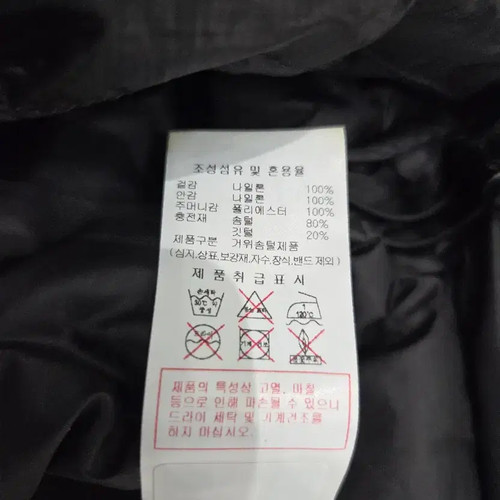 조성섬유 및 혼용율
겉감 나일론 100%
안감 나일론 100%
주머니감 폴리에스터 100%
충전재 솜털 80%
깃털 20%
제품구분 거위솜털제품
(심지,상표,보강재,자수,장식,밴드 제외)
제 품 취 급 표 시
손세탁
30℃ 약
중성
1
120℃
드라이
기계 건조
제품의 특성상 고열, 마찰
등으로 인해 파손될 수 있으니
드라이 세탁 및 기계건조를
하지 마십시오.